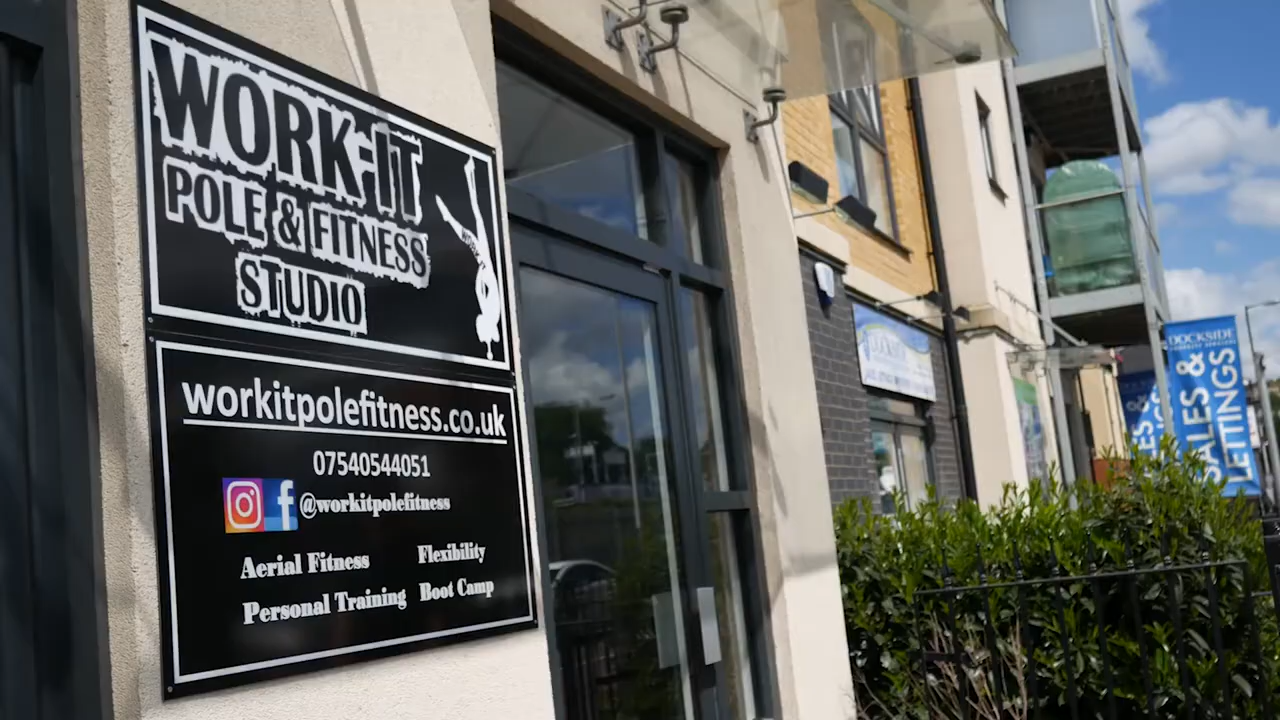 WORK-IT
POLE & FITNESS
STUDIO
workitpolefitness.co.uk
07540544051
@workitpolefitness
Aerial Fitness
Flexibility
Personal Training
Boot Camp
DOCKSIDE
DOCKSIDE
SALES &
LETTINGS